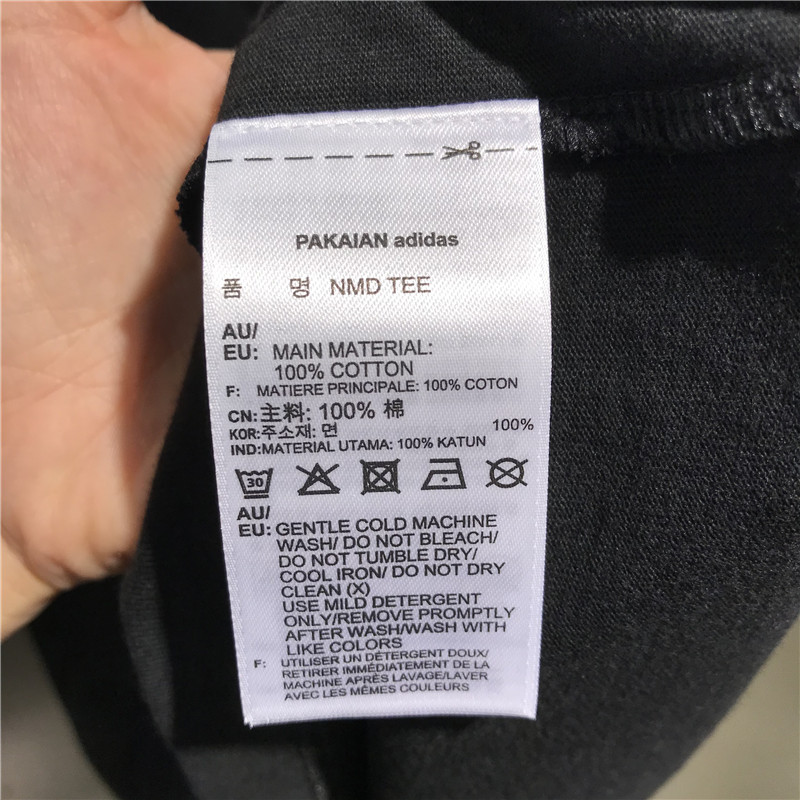 PAKAIAN adidas
품 명 NMD TEE
AU/
EU: MAIN MATERIAL:
100% COTTON
F: MATIERE PRINCIPALE: 100% COTON
CN: 主料: 100% 棉
KOR:주소재: 면 100%
IND:MATERIAL UTAMA: 100% KATUN
30
AU/
EU: GENTLE COLD MACHINE
WASH/ DO NOT BLEACH/
DO NOT TUMBLE DRY/
COOL IRON/ DO NOT DRY
CLEAN (X)
USE MILD DETERGENT
ONLY/REMOVE PROMPTLY
AFTER WASH/WASH WITH
LIKE COLORS
F: UTILISER UN DÉTERGENT DOUX/
RETIRER IMMÉDIATEMENT DE LA
MACHINE APRÈS LAVAGE/LAVER
AVEC LES MÊMES COULEURS